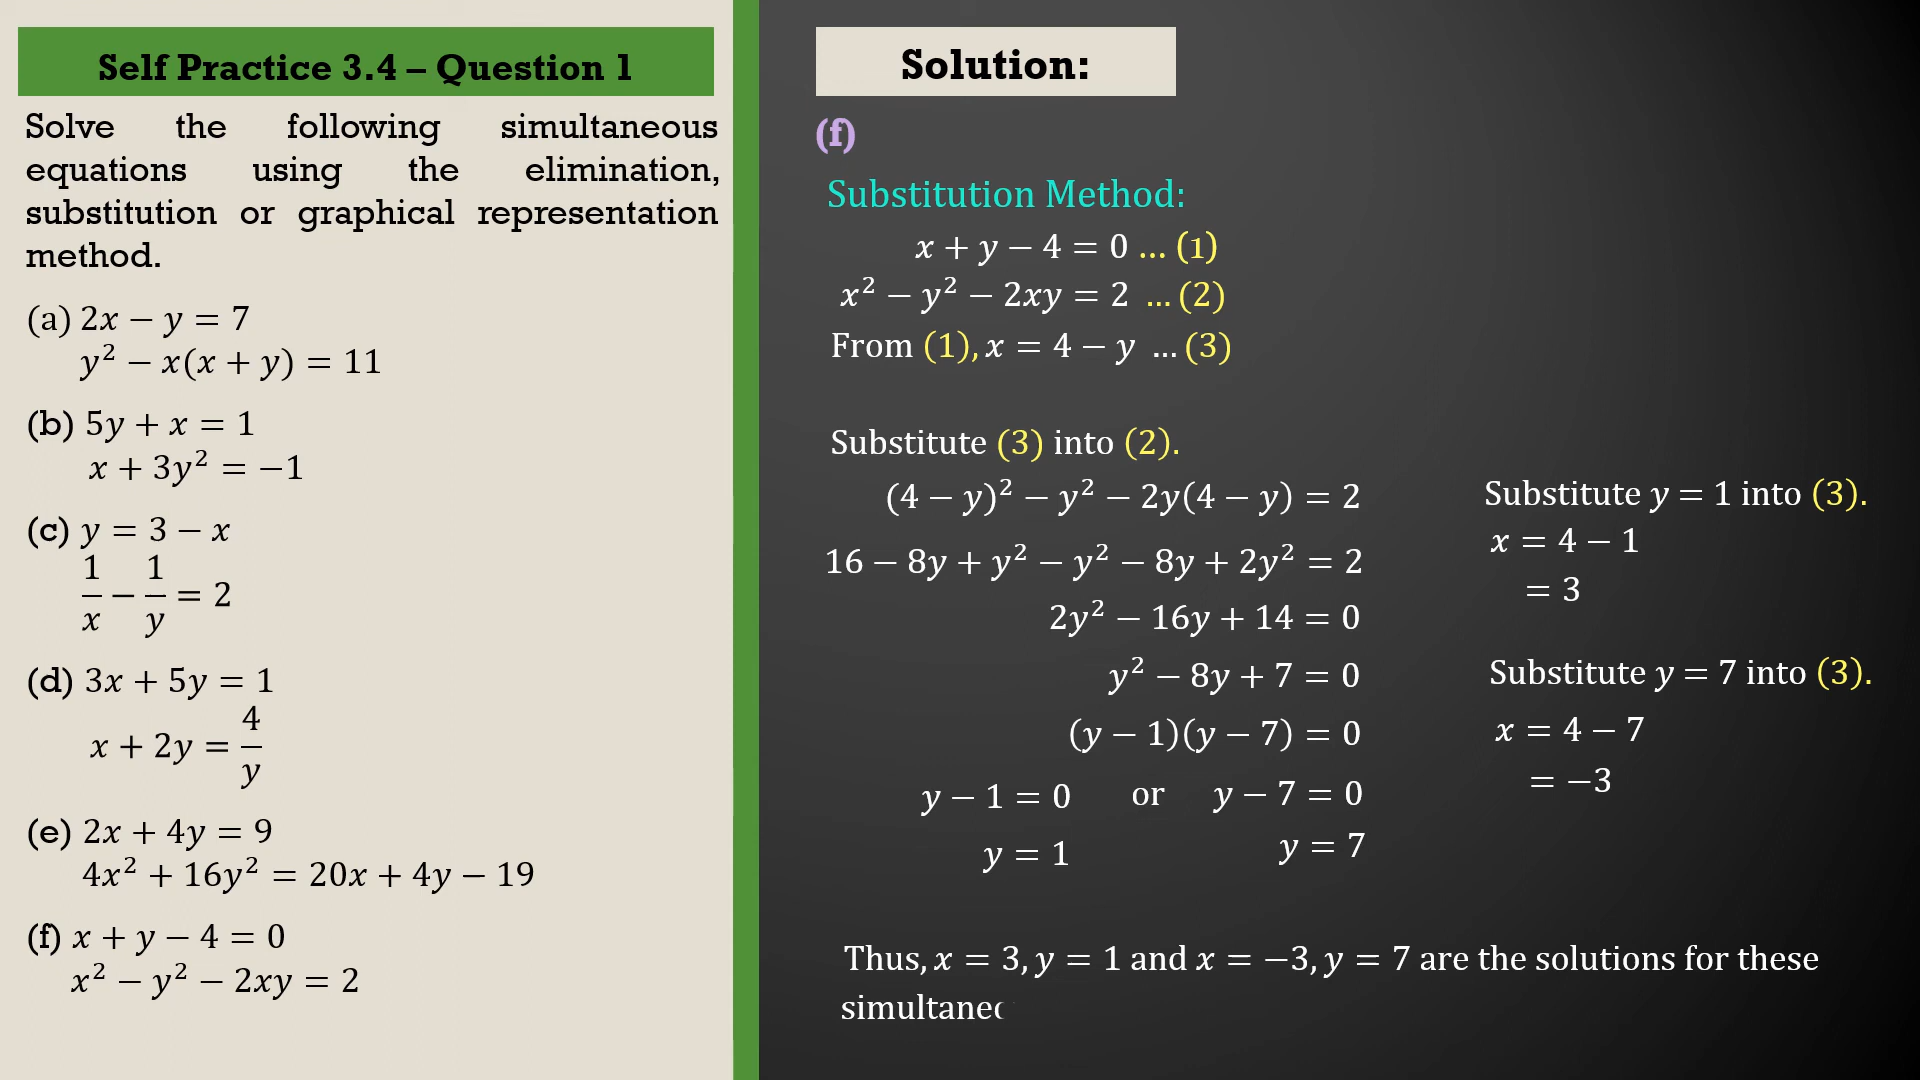 Self Practice 3.4 – Question 1
Solve the following simultaneous
equations using the elimination,
substitution or graphical representation
method.
(a) 2x − y = 7
y² − x(x + y) = 11
(b) 5y + x = 1
x + 3y² = −1
(c) y = 3 − x
1/x − 1/y = 2
(d) 3x + 5y = 1
x + 2y = 4/y
(e) 2x + 4y = 9
4x² + 16y² = 20x + 4y − 19
(f) x + y − 4 = 0
x² − y² − 2xy = 2
Solution:
(f)
Substitution Method:
x + y − 4 = 0 ... (1)
x² − y² − 2xy = 2 ... (2)
From (1), x = 4 − y ... (3)
Substitute (3) into (2).
(4 − y)² − y² − 2y(4 − y) = 2
16 − 8y + y² − y² − 8y + 2y² = 2
2y² − 16y + 14 = 0
y² − 8y + 7 = 0
(y − 1)(y − 7) = 0
y − 1 = 0 or y − 7 = 0
y = 1 y = 7
Substitute y = 1 into (3).
x = 4 − 1
= 3
Substitute y = 7 into (3).
x = 4 − 7
= −3
Thus, x = 3, y = 1 and x = −3, y = 7 are the solutions for these
simultane